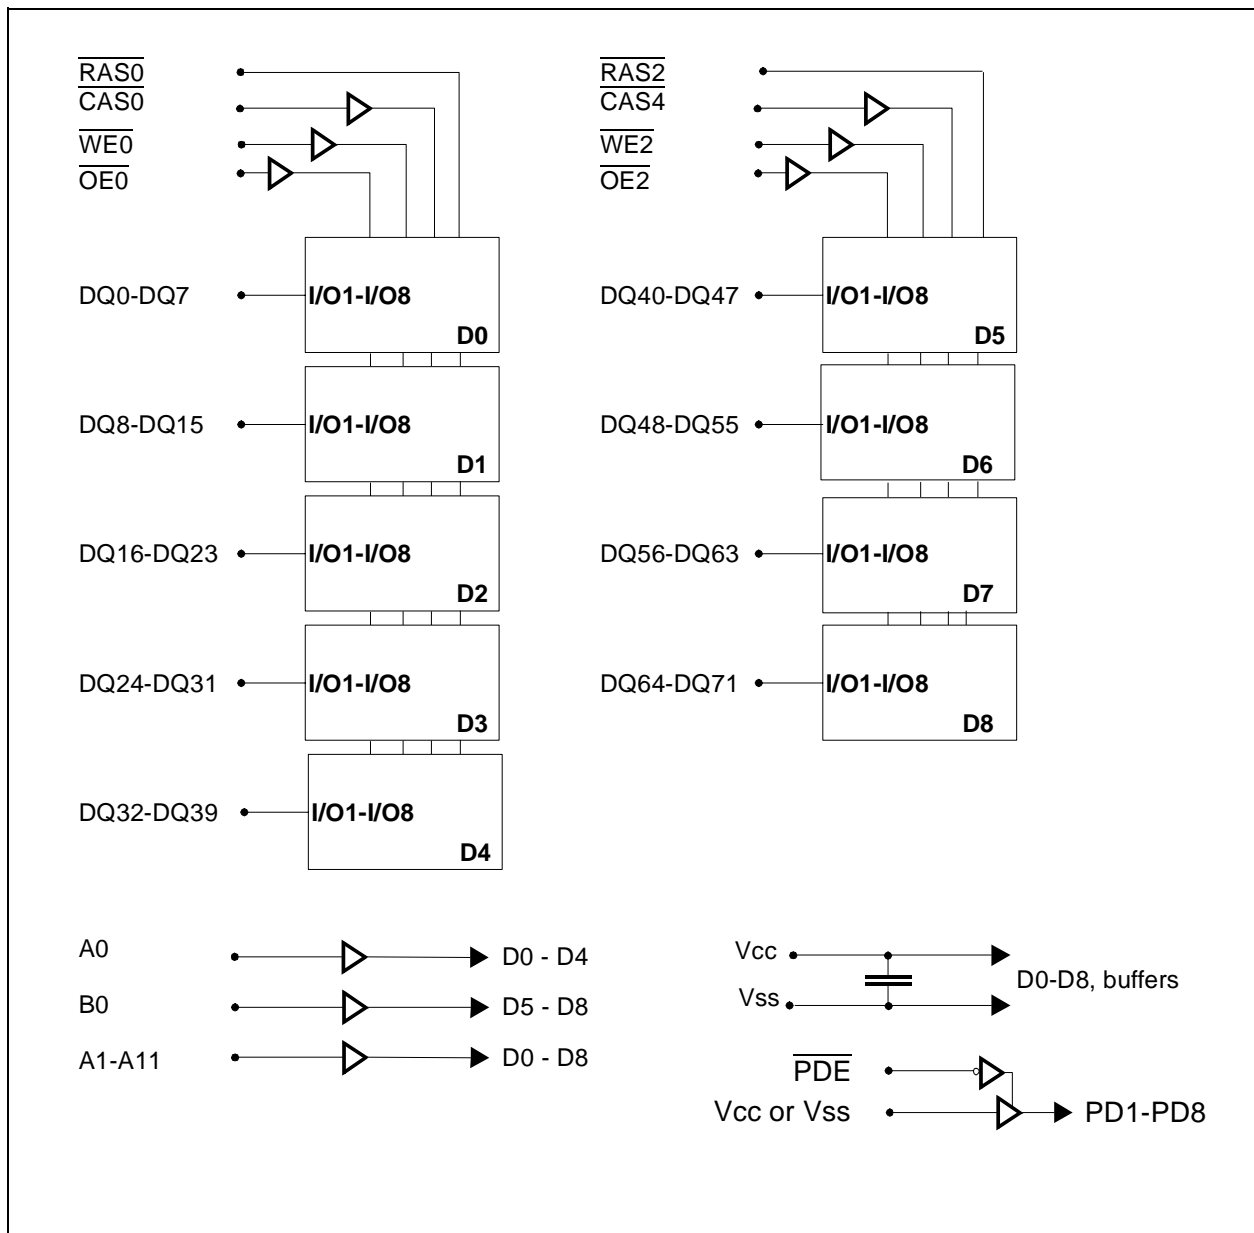 RAS0
CAS0
WE0
OE0
DQ0-DQ7
I/O1-I/O8
D0
DQ8-DQ15
I/O1-I/O8
D1
DQ16-DQ23
I/O1-I/O8
D2
DQ24-DQ31
I/O1-I/O8
D3
DQ32-DQ39
I/O1-I/O8
D4
RAS2
CAS4
WE2
OE2
DQ40-DQ47
I/O1-I/O8
D5
DQ48-DQ55
I/O1-I/O8
D6
DQ56-DQ63
I/O1-I/O8
D7
DQ64-DQ71
I/O1-I/O8
D8
A0
D0 - D4
B0
D5 - D8
A1-A11
D0 - D8
Vcc
Vss
D0-D8, buffers
PDE
Vcc or Vss
PD1-PD8